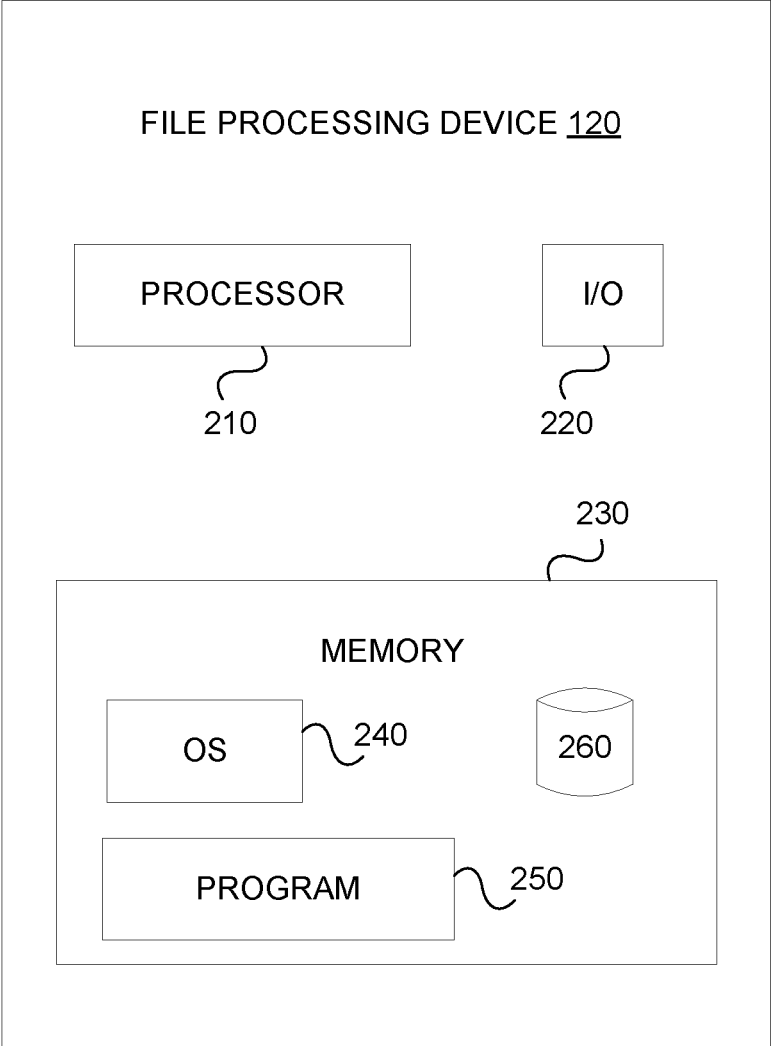 FILE PROCESSING DEVICE 120
PROCESSOR
I/O
210
220
230
MEMORY
OS
240
260
PROGRAM
250